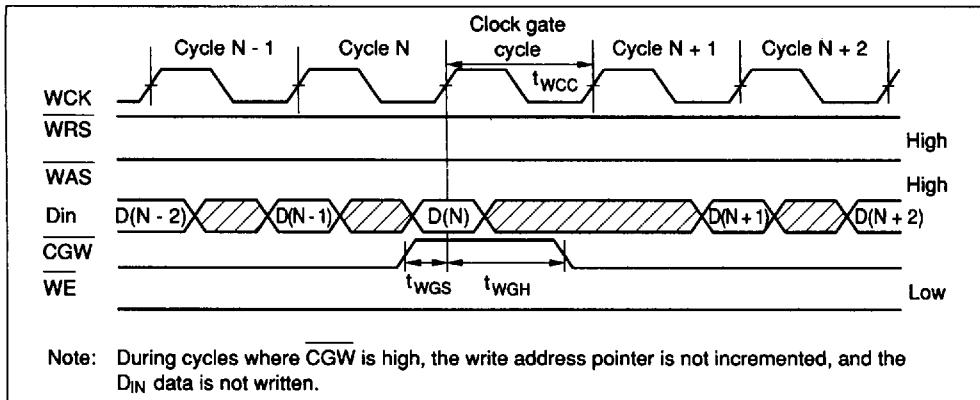 Clock gate
Cycle N - 1 Cycle N cycle Cycle N + 1 Cycle N + 2
tWCC
WCK
WRS High
WAS High
Din D(N - 2) D(N-1) D(N) D(N + 1) D(N + 2)
CGW
tWGS tWGH
WE Low
Note: During cycles where CGW is high, the write address pointer is not incremented, and the
DIN data is not written.